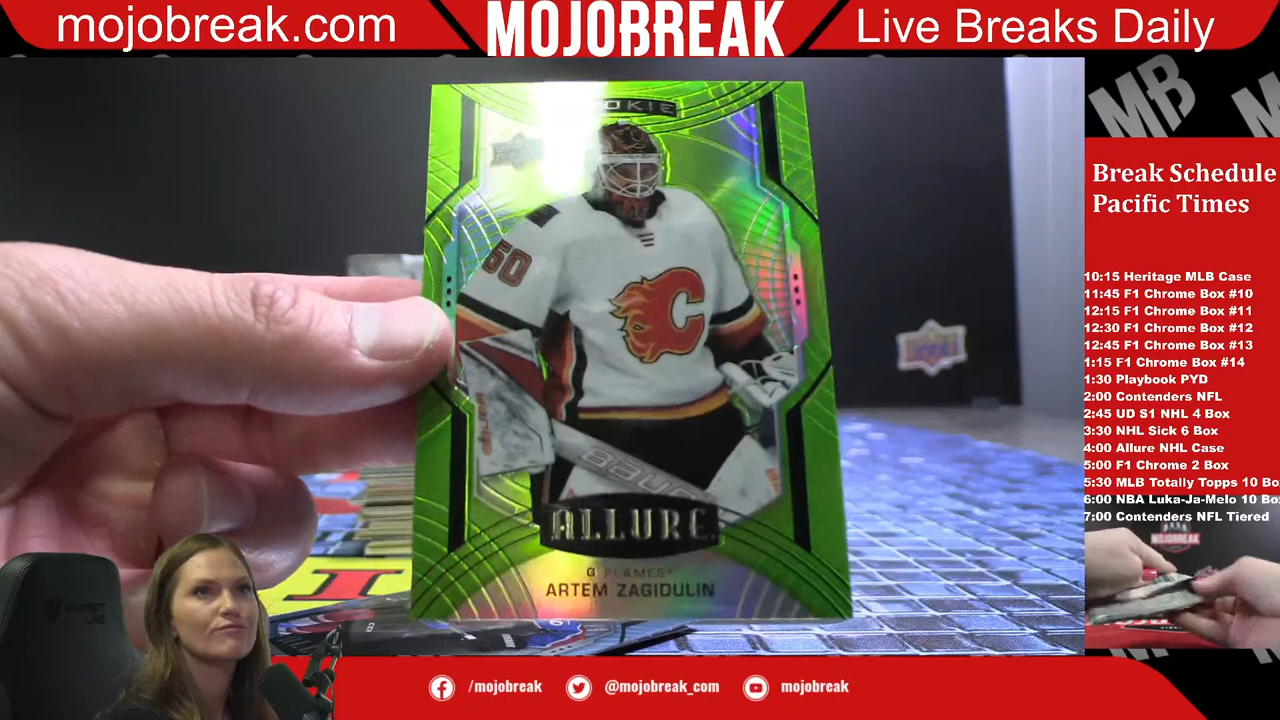 mojobreak.com
MOJOBREAK
Live Breaks Daily
MB
Break Schedule
Pacific Times
10:15 Heritage MLB Case
11:45 F1 Chrome Box #10
12:15 F1 Chrome Box #11
12:30 F1 Chrome Box #12
12:45 F1 Chrome Box #13
1:15 F1 Chrome Box #14
1:30 Playbook PYD
2:00 Contenders NFL
2:45 UD S1 NHL 4 Box
3:30 NHL Sick 6 Box
4:00 Allure NHL Case
5:00 F1 Chrome 2 Box
5:30 MLB Totally Topps 10 Bo
6:00 NBA Luka-Ja-Melo 10 Bo
7:00 Contenders NFL Tiered
MOJOBREAK
OKIE
50
C
BAUE
ALLURE
G FLAMES
ARTEM ZAGIDULIN
/mojobreak
@mojobreak_com
mojobreak